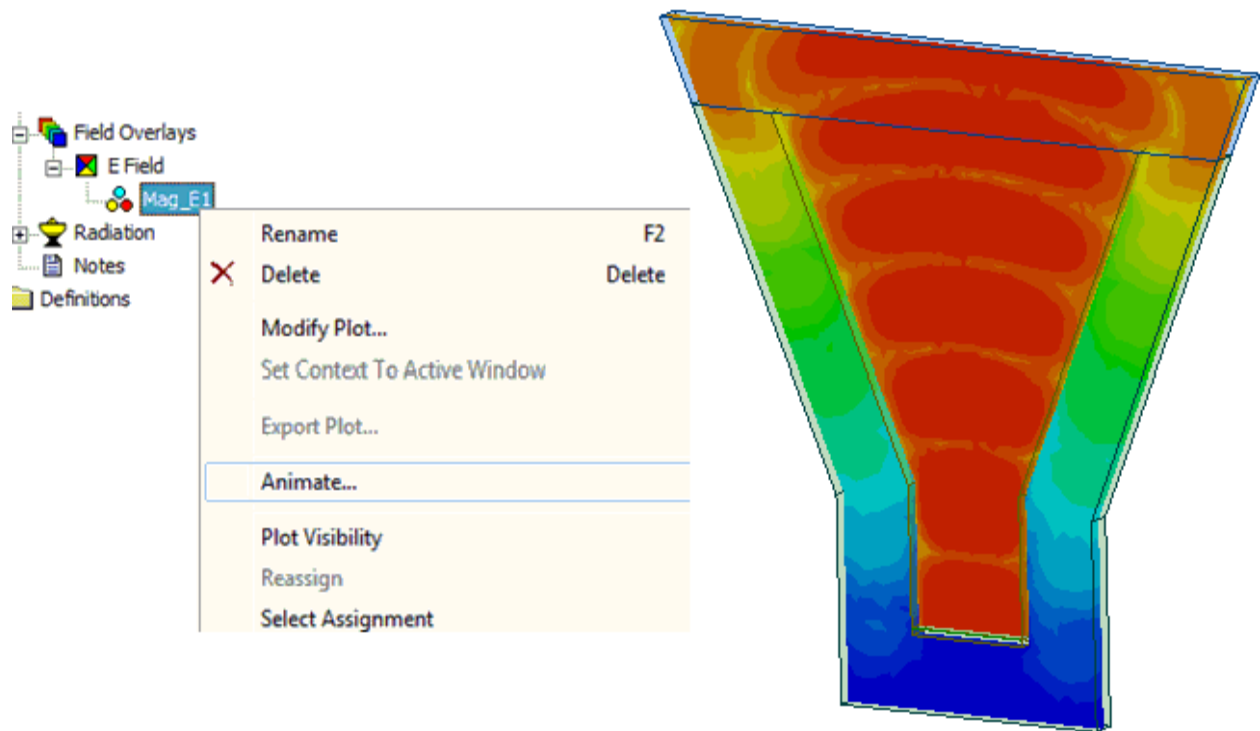 Field Overlays
E Field
Mag_E1
Radiation
Notes
Definitions
Rename F2
Delete Delete
Modify Plot...
Set Context To Active Window
Export Plot...
Animate...
Plot Visibility
Reassign
Select Assignment